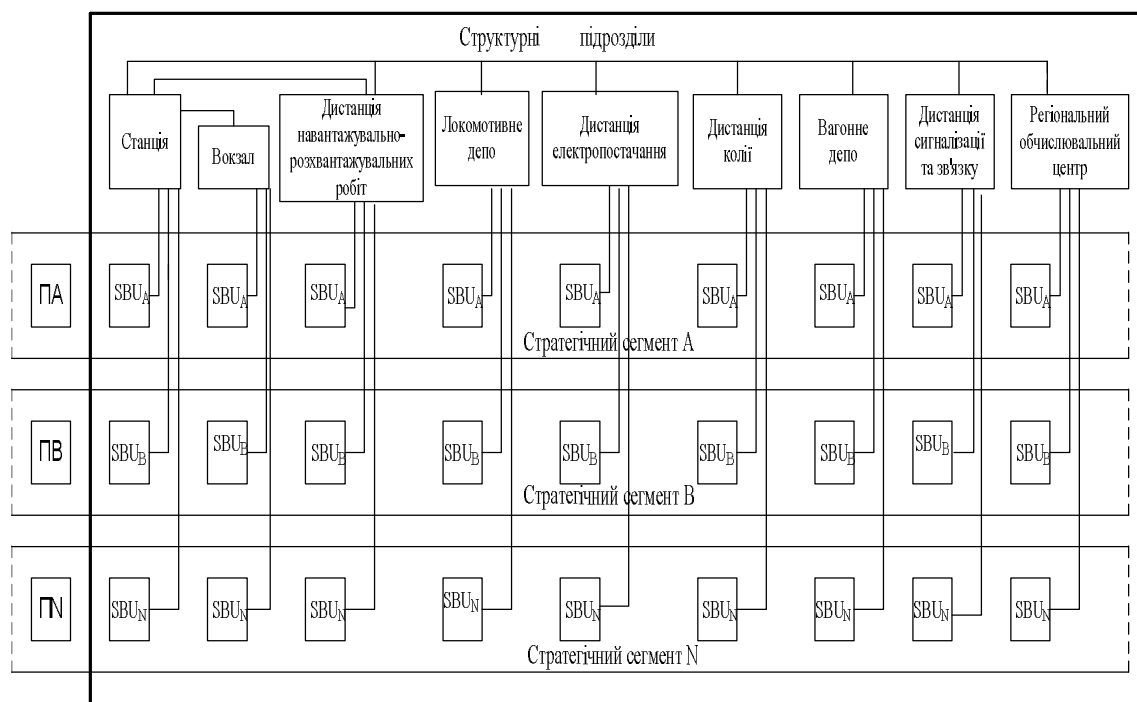 Структурні підрозділи
Станція
Вокзал
Дистанція
навантажувально-
розхвантажувальних
робіт
Локомотивне
депо
Дистанція
електропостачання
Дистанція
колії
Вагонне
депо
Дистанція
сигналізації
та зв'язку
Регіональний
обчислювальний
центр
ПА
SBUA SBUA SBUA SBUA SBUA SBUA SBUA SBUA SBUA
Стратегічний сегмент А
ПВ
SBUB SBUB SBUB SBUB SBUB SBUB SBUB SBUB SBUB
Стратегічний сегмент В
ПN
SBUN SBUN SBUN SBUN SBUN SBUN SBUN SBUN SBUN
Стратегічний сегмент N